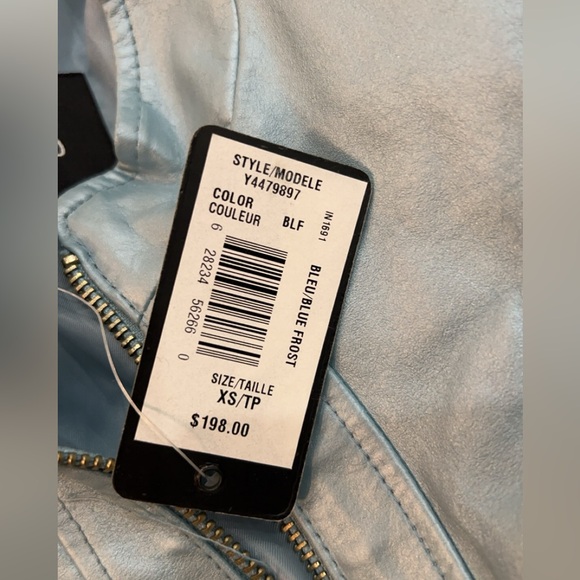 STYLE/MODELE
Y4479897
COLOR
COULEUR BLF
IN1691
BLEU/BLUE FROST
6 28234 56266 0
SIZE/TAILLE
XS/TP
$198.00